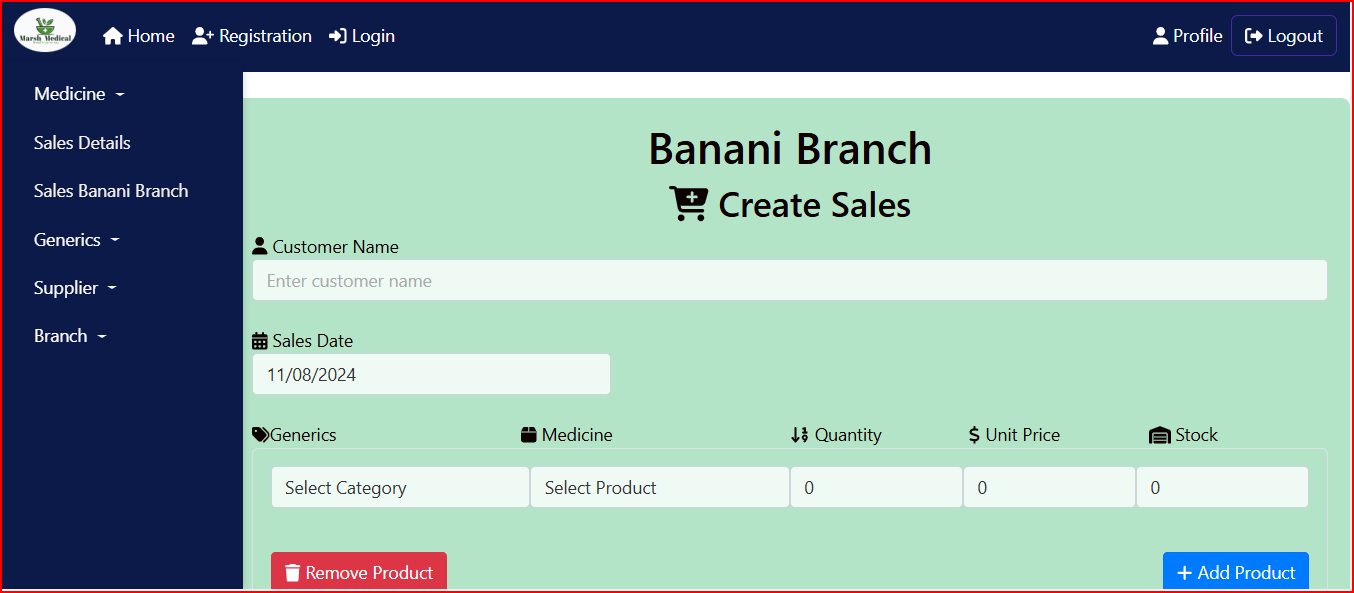 Marsh Medical
Home Registration Login Profile Logout
Medicine
Sales Details
Sales Banani Branch
Generics
Supplier
Branch
Banani Branch
Create Sales
Customer Name
Enter customer name
Sales Date
11/08/2024
Generics Medicine Quantity Unit Price Stock
Select Category Select Product 0 0 0
Remove Product + Add Product